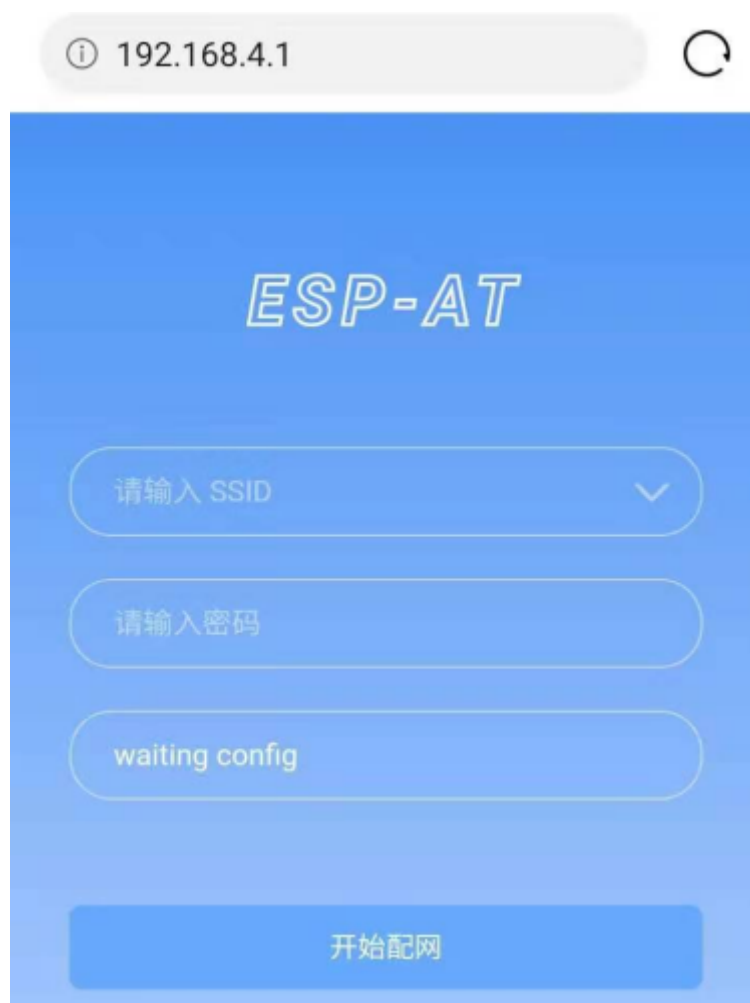 192.168.4.1
ESP-AT
请输入 SSID
请输入密码
waiting config
开始配网